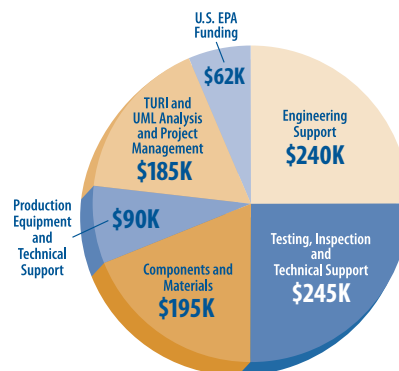 U.S. EPA
Funding
$62K
Engineering
Support
$240K
TURI and
UML Analysis
and Project
Management
$185K
Production
Equipment
and
Technical
Support
$90K
Testing, Inspection
and
Technical Support
$245K
Components and
Materials
$195K